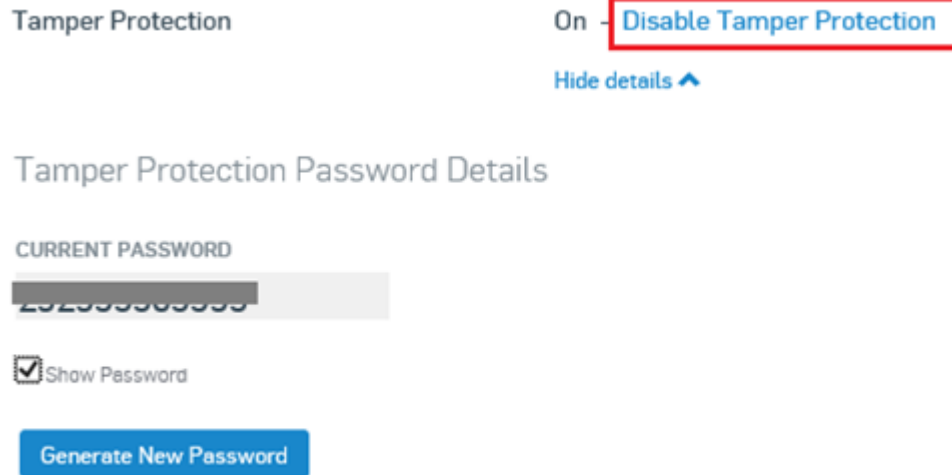 Tamper Protection On - Disable Tamper Protection
Hide details
Tamper Protection Password Details
CURRENT PASSWORD
Show Password
Generate New Password